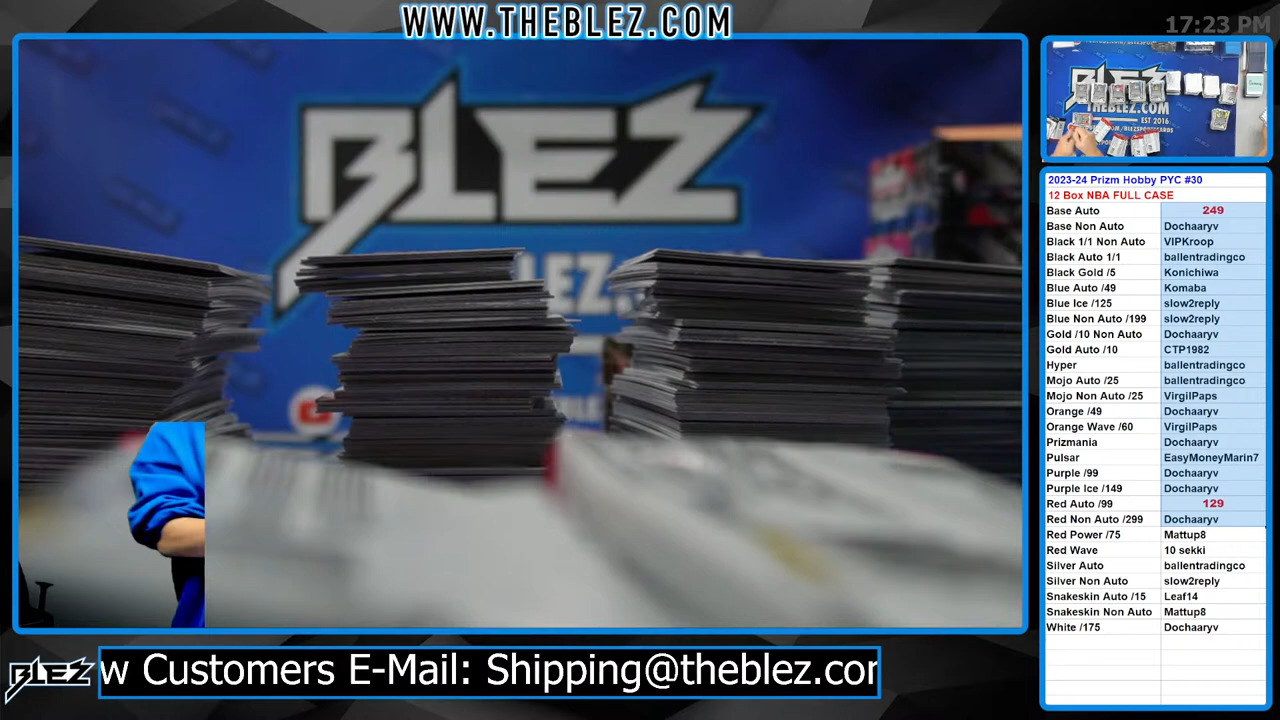 WWW.THEBLEZ.COM
17:23 PM
BLEZ
BLEZ
THEBLEZ.COM
EST 2016
2023-24 Prizm Hobby PYC #30
12 Box NBA FULL CASE
Base Auto 249
Base Non Auto Dochaaryv
Black 1/1 Non Auto VIPKroop
Black Auto 1/1 ballentradingco
Black Gold /5 Konichiwa
Blue Auto /49 Komaba
Blue Ice /125 slow2reply
Blue Non Auto /199 slow2reply
Gold /10 Non Auto Dochaaryv
Gold Auto /10 CTP1982
Hyper ballentradingco
Mojo Auto /25 ballentradingco
Mojo Non Auto /25 VirgilPaps
Orange /49 Dochaaryv
Orange Wave /60 VirgilPaps
Prizmania Dochaaryv
Pulsar EasyMoneyMarin7
Purple /99 Dochaaryv
Purple Ice /149 Dochaaryv
Red Auto /99 129
Red Non Auto /299 Dochaaryv
Red Power /75 Mattup8
Red Wave 10 sekki
Silver Auto ballentradingco
Silver Non Auto slow2reply
Snakeskin Auto /15 Leaf14
Snakeskin Non Auto Mattup8
White /175 Dochaaryv
BLEZ
w Customers E-Mail: Shipping@theblez.com